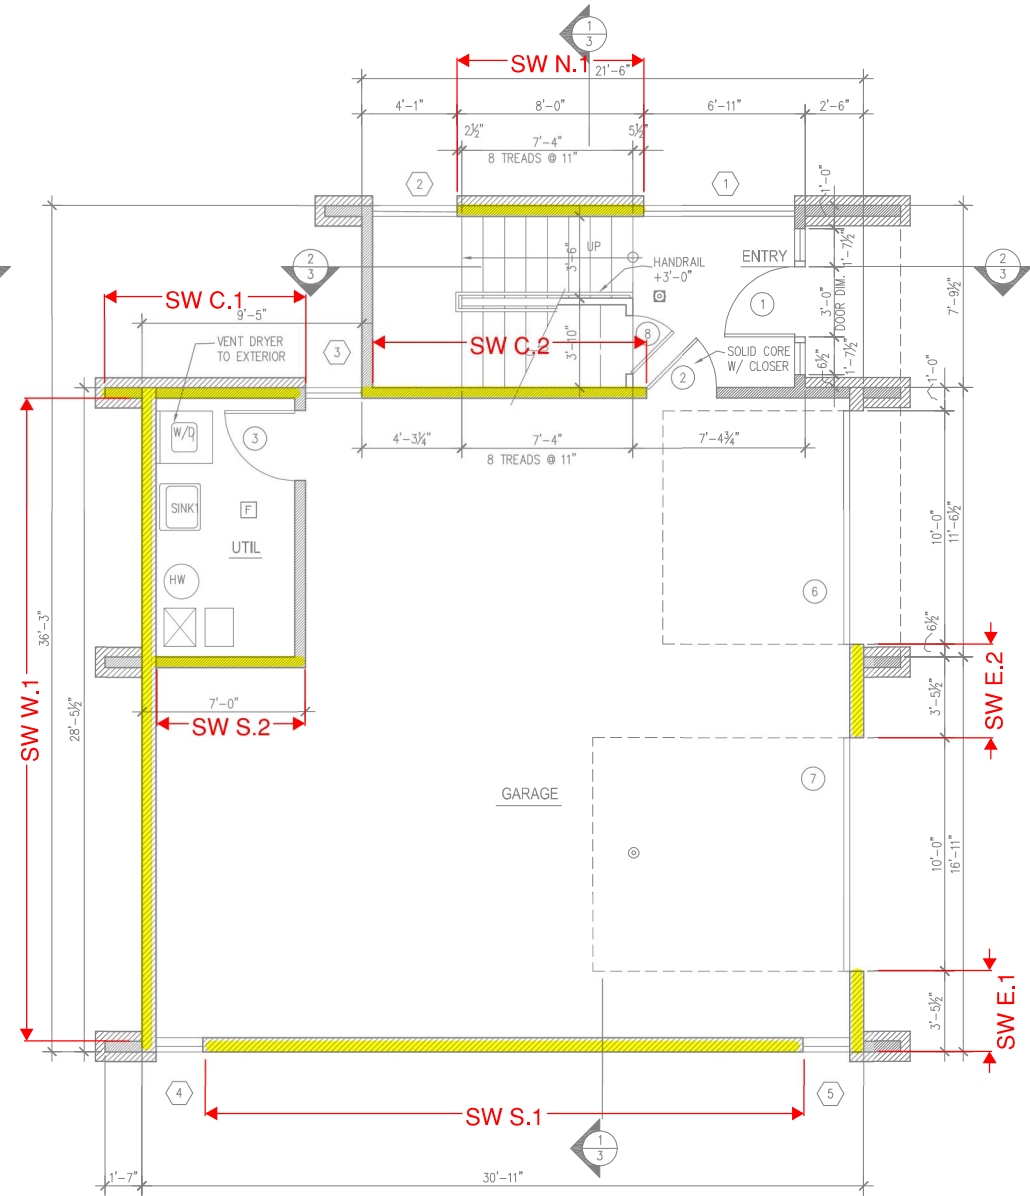 1
3
SW N.1
21'-6"
4'-1"
8'-0"
6'-11"
2'-6"
2½"
5½"
7'-4"
8 TREADS @ 11"
2
1
1'-0"
UP
ENTRY
3'-6"
HANDRAIL
+3'-0"
1'-7½"
2
3
2
3
SW C.1
9'-5"
1
3'-0"
DOOR DIM.
7'-9½"
VENT DRYER
TO EXTERIOR
3
SW C.2
3'-10"
8
SOLID CORE
W/ CLOSER
2
6½"
1'-7½"
1'-0"
W/D
3
4'-3¼"
7'-4"
7'-4¾"
8 TREADS @ 11"
SINK1
F
UTIL
HW
10'-0"
11'-6½"
6
36'-3"
6½"
SW E.2
SW W.1
28'-5½"
7'-0"
SW S.2
3'-5½"
GARAGE
7
10'-0"
16'-11"
SW E.1
3'-5½"
4
5
SW S.1
1
3
1'-7"
30'-11"